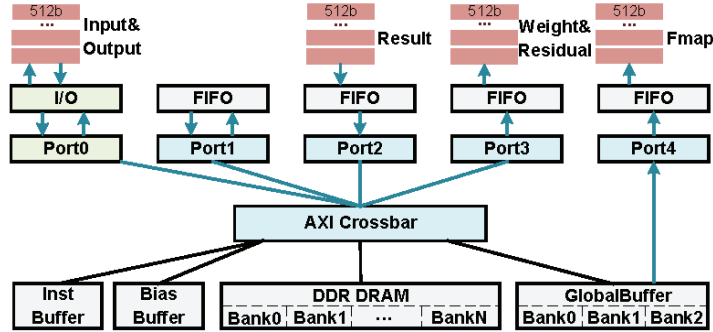 512b
...
Input&
Output
512b
...
Result
512b
...
Weight&
Residual
512b
...
Fmap
I/O
FIFO
FIFO
FIFO
FIFO
Port0
Port1
Port2
Port3
Port4
AXI Crossbar
Inst
Buffer
Bias
Buffer
DDR DRAM
Bank0 Bank1 ... BankN
GlobalBuffer
Bank0 Bank1 Bank2